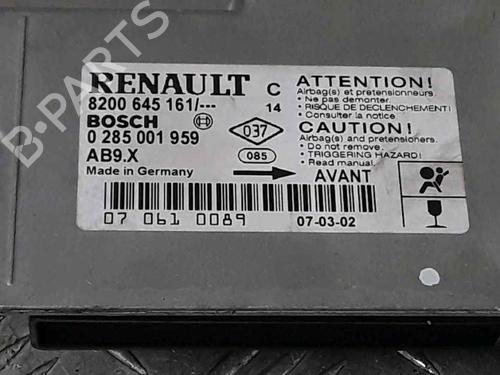 RENAULT C
8200 645 161/--- 14
BOSCH 037
0 285 001 959
AB9.X 085
Made in Germany AVANT
07 061 0089 07-03-02
ATTENTION!
Airbag(s) et pretensionneurs.
• Ne pas demonter.
• RISQUE DE DECLENCHEMENT!
• Consulter la notice.
CAUTION!
Airbag(s) and pretensioners.
• Do not remove.
• TRIGGERING HAZARD!
• Read manual.
B-PARTS